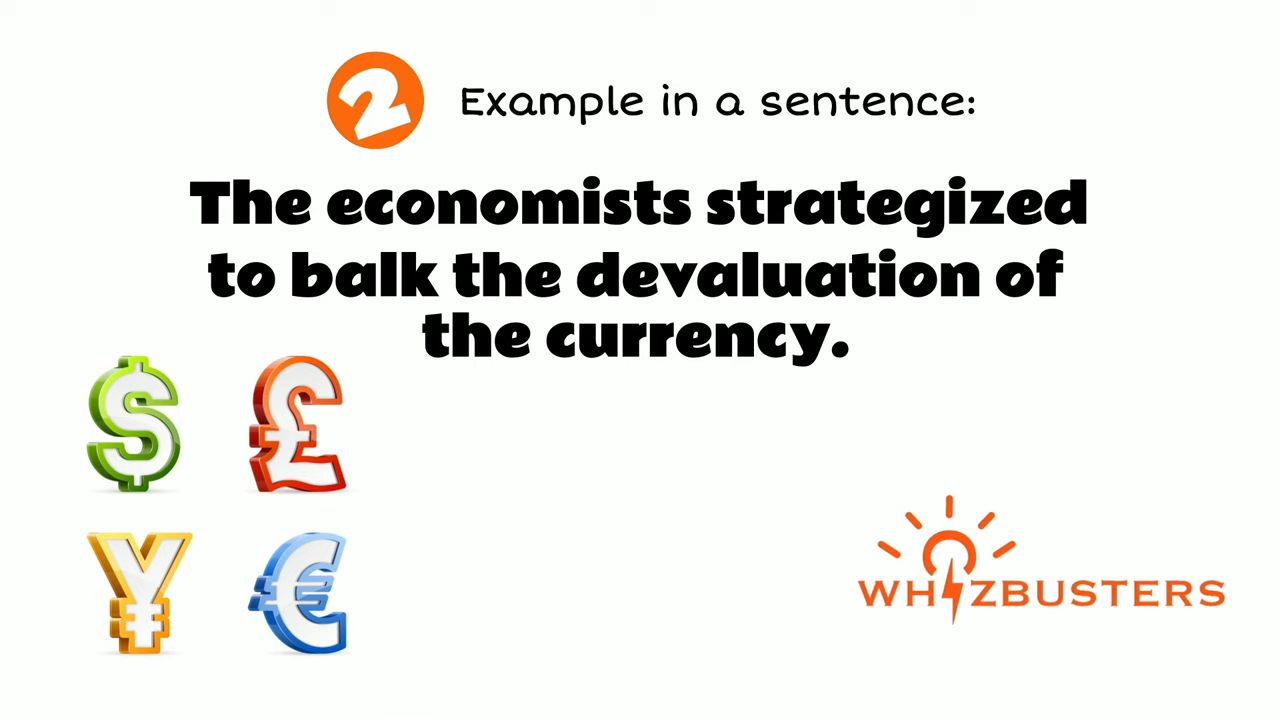 2 Example in a sentence:
The economists strategized
to balk the devaluation of
the currency.
$ £
¥ €
WHIZBUSTERS